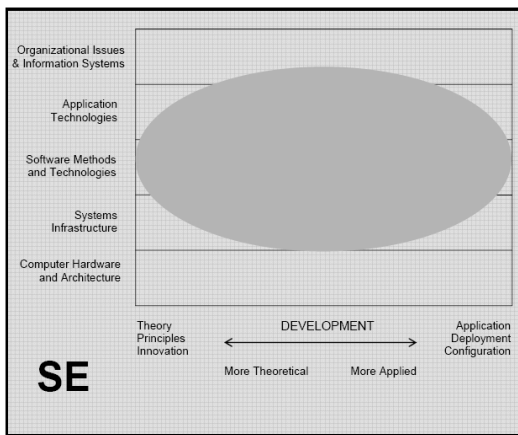 Organizational Issues
& Information Systems
Application
Technologies
Software Methods
and Technologies
Systems
Infrastructure
Computer Hardware
and Architecture
Theory
Principles
Innovation
DEVELOPMENT
Application
Deployment
Configuration
More Theoretical
More Applied
SE